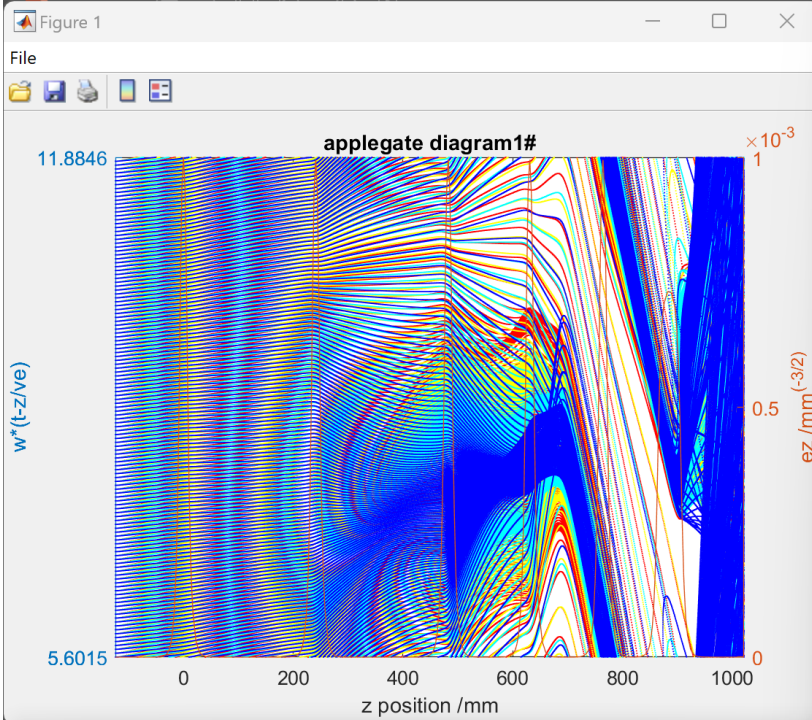 Figure 1
File
applegate diagram1#
×10-3
11.8846
5.6015
w*(t-z/ve)
1
0.5
0
ez /mm(-3/2)
0 200 400 600 800 1000
z position /mm